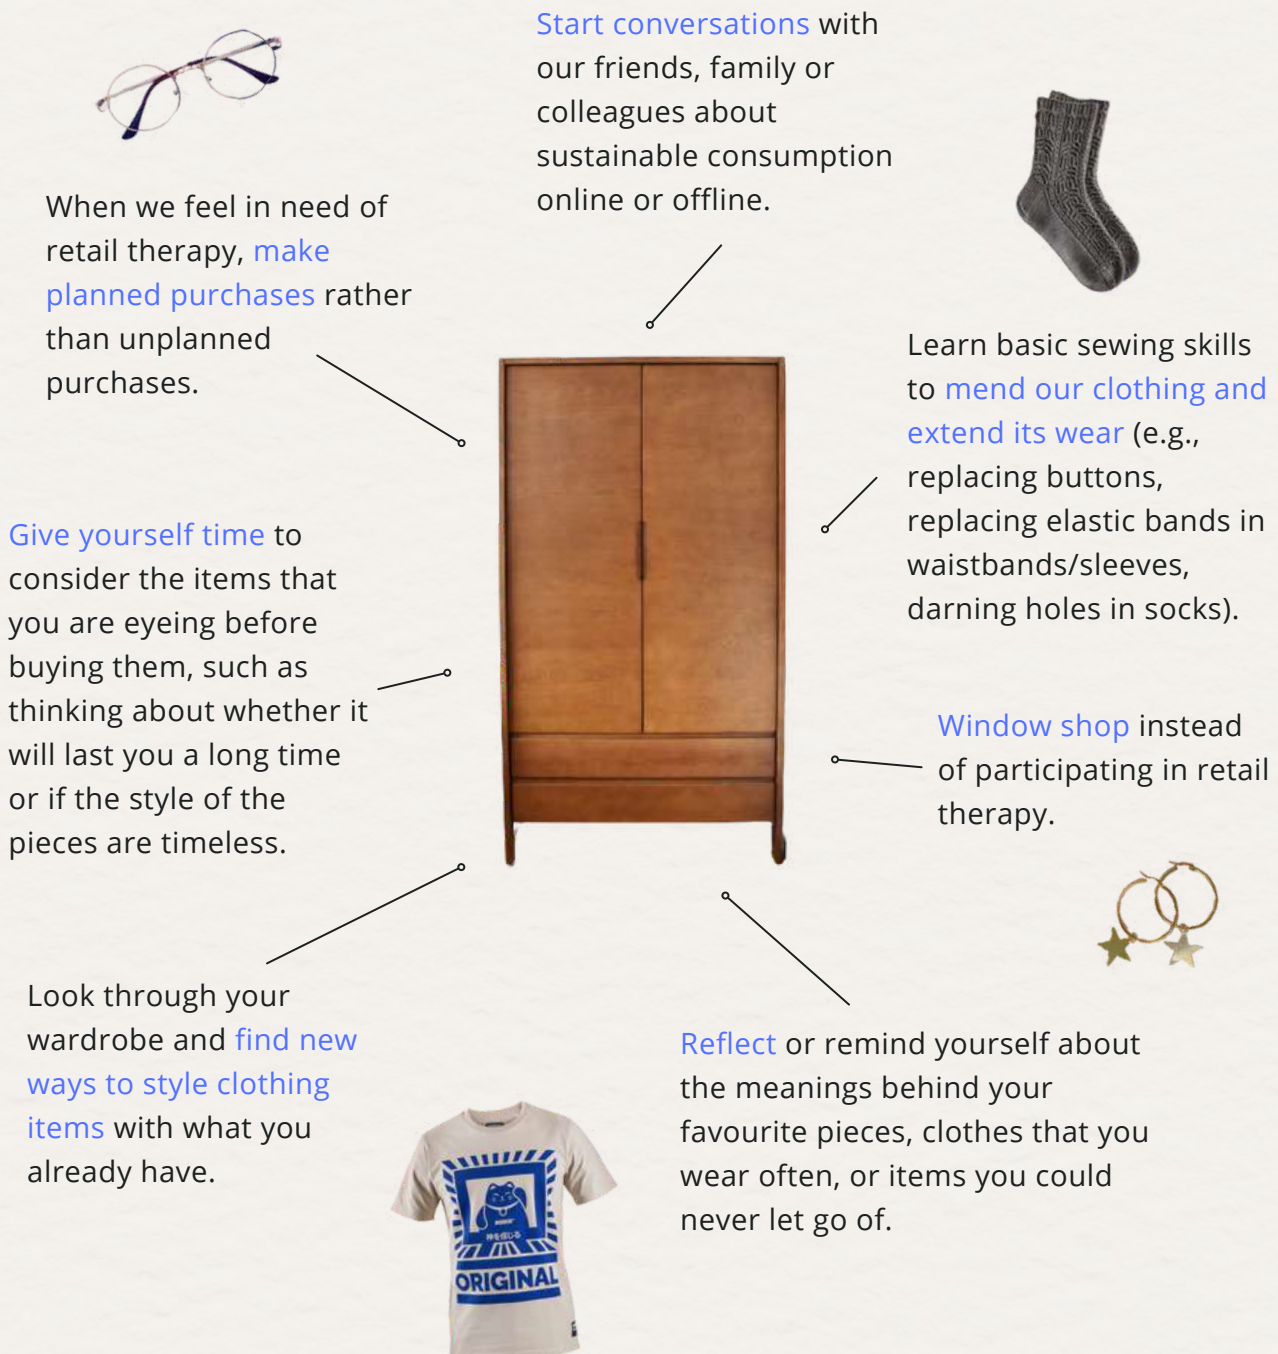 Start conversations with
our friends, family or
colleagues about
sustainable consumption
online or offline.
When we feel in need of
retail therapy, make
planned purchases rather
than unplanned
purchases.
Learn basic sewing skills
to mend our clothing and
extend its wear (e.g.,
replacing buttons,
replacing elastic bands in
waistbands/sleeves,
darning holes in socks).
Give yourself time to
consider the items that
you are eyeing before
buying them, such as
thinking about whether it
will last you a long time
or if the style of the
pieces are timeless.
Window shop instead
of participating in retail
therapy.
Look through your
wardrobe and find new
ways to style clothing
items with what you
already have.
Reflect or remind yourself about
the meanings behind your
favourite pieces, clothes that you
wear often, or items you could
never let go of.
神を信じる
ORIGINAL